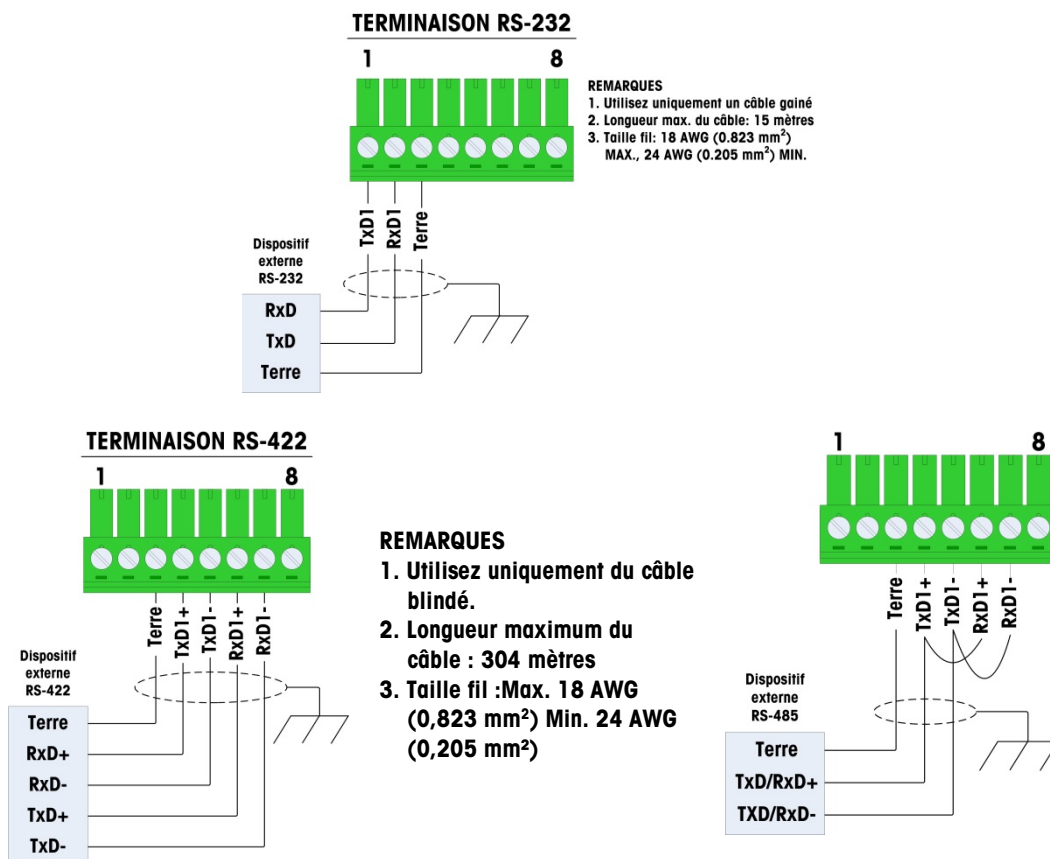 TERMINAISON RS-232
1 8
REMARQUES
1. Utilisez uniquement un câble gainé
2. Longueur max. du câble: 15 mètres
3. Taille fil: 18 AWG (0.823 mm²)
MAX., 24 AWG (0.205 mm²) MIN.
TxD1
RxD1
Terre
Dispositif
externe
RS-232
RxD
TxD
Terre
TERMINAISON RS-422
1 8
Terre
TxD1+
TxD1-
RxD1+
RxD1-
Dispositif
externe
RS-422
Terre
RxD+
RxD-
TxD+
TxD-
REMARQUES
1. Utilisez uniquement du câble
blindé.
2. Longueur maximum du
câble : 304 mètres
3. Taille fil :Max. 18 AWG
(0,823 mm²) Min. 24 AWG
(0,205 mm²)
1 8
Terre
TxD1+
TxD1-
RxD1+
RxD1-
Dispositif
externe
RS-485
Terre
TxD/RxD+
TXD/RxD-